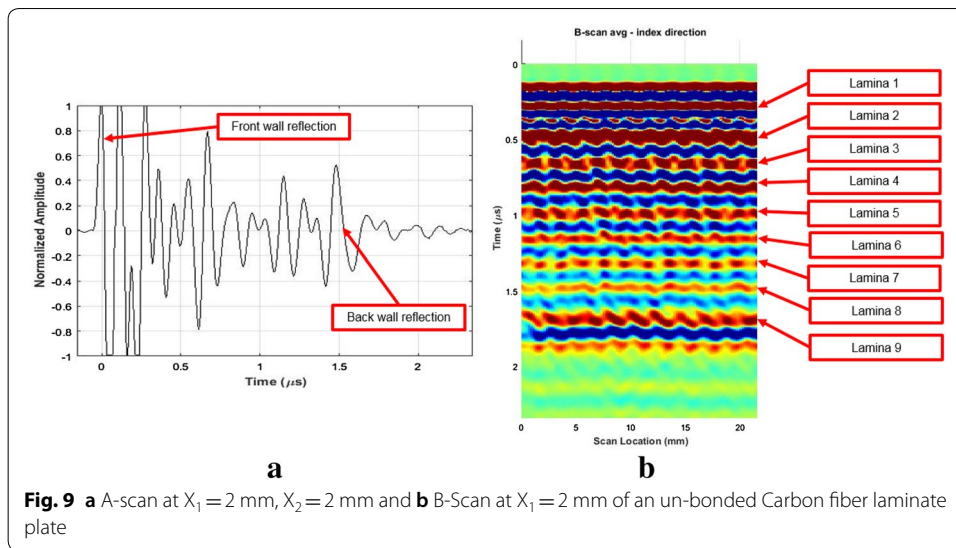 1
0.8
0.6
0.4
0.2
0
-0.2
-0.4
-0.6
-0.8
-1
Normalized Amplitude
0
0.5
1
1.5
2
Time (μs)
Front wall reflection
Back wall reflection
a
B-scan avg - index direction
0
0.5
1
1.5
2
Time (μs)
0
5
10
15
20
Scan Location (mm)
Lamina 1
Lamina 2
Lamina 3
Lamina 4
Lamina 5
Lamina 6
Lamina 7
Lamina 8
Lamina 9
b
Fig. 9 a A-scan at X₁ = 2 mm, X₂ = 2 mm and b B-Scan at X₁ = 2 mm of an un-bonded Carbon fiber laminate
plate